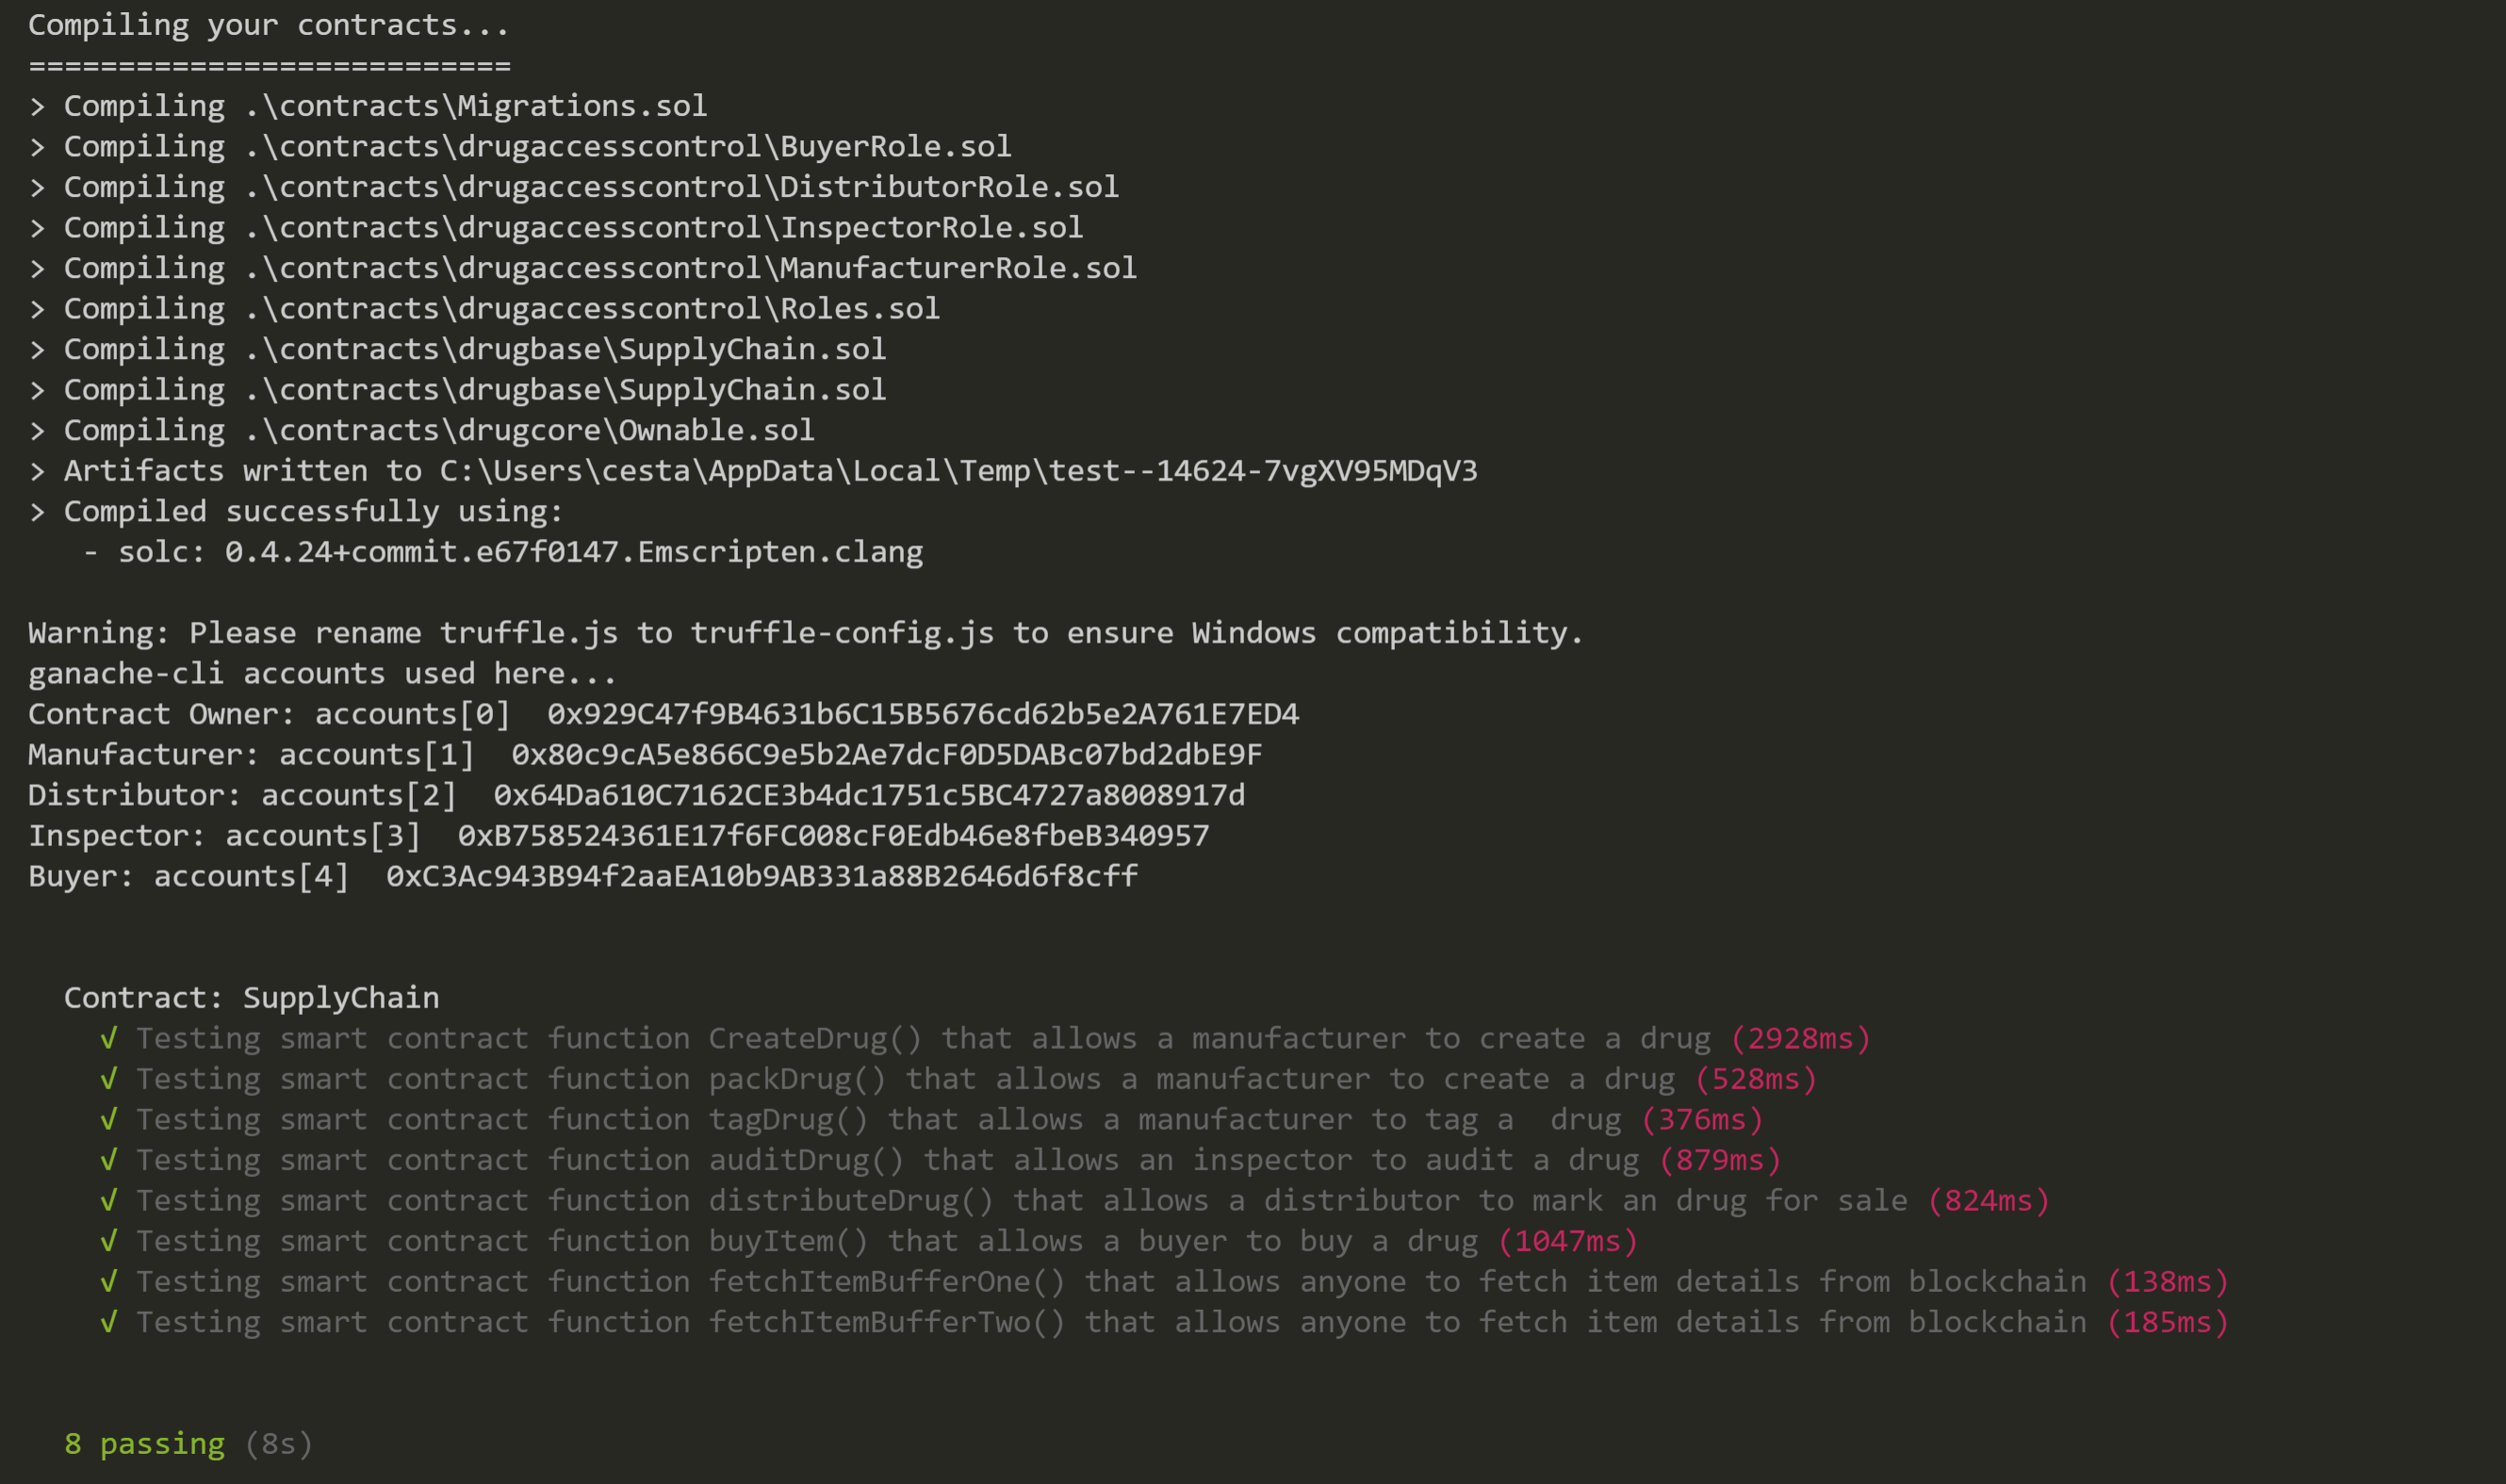 Compiling your contracts...
===========================
> Compiling .\contracts\Migrations.sol
> Compiling .\contracts\drugaccesscontrol\BuyerRole.sol
> Compiling .\contracts\drugaccesscontrol\DistributorRole.sol
> Compiling .\contracts\drugaccesscontrol\InspectorRole.sol
> Compiling .\contracts\drugaccesscontrol\ManufacturerRole.sol
> Compiling .\contracts\drugaccesscontrol\Roles.sol
> Compiling .\contracts\drugbase\SupplyChain.sol
> Compiling .\contracts\drugbase\SupplyChain.sol
> Compiling .\contracts\drugcore\Ownable.sol
> Artifacts written to C:\Users\cesta\AppData\Local\Temp\test--14624-7vgXV95MDqV3
> Compiled successfully using:
   - solc: 0.4.24+commit.e67f0147.Emscripten.clang
Warning: Please rename truffle.js to truffle-config.js to ensure Windows compatibility.
ganache-cli accounts used here...
Contract Owner: accounts[0]  0x929C47f9B4631b6C15B5676cd62b5e2A761E7ED4
Manufacturer: accounts[1]  0x80c9cA5e866C9e5b2Ae7dcF0D5DABc07bd2dbE9F
Distributor: accounts[2]  0x64Da610C7162CE3b4dc1751c5BC4727a8008917d
Inspector: accounts[3]  0xB758524361E17f6FC008cF0Edb46e8fbeB340957
Buyer: accounts[4]  0xC3Ac943B94f2aaEA10b9AB331a88B2646d6f8cff
  Contract: SupplyChain
    √ Testing smart contract function CreateDrug() that allows a manufacturer to create a drug (2928ms)
    √ Testing smart contract function packDrug() that allows a manufacturer to create a drug (528ms)
    √ Testing smart contract function tagDrug() that allows a manufacturer to tag a  drug (376ms)
    √ Testing smart contract function auditDrug() that allows an inspector to audit a drug (879ms)
    √ Testing smart contract function distributeDrug() that allows a distributor to mark an drug for sale (824ms)
    √ Testing smart contract function buyItem() that allows a buyer to buy a drug (1047ms)
    √ Testing smart contract function fetchItemBufferOne() that allows anyone to fetch item details from blockchain (138ms)
    √ Testing smart contract function fetchItemBufferTwo() that allows anyone to fetch item details from blockchain (185ms)
  8 passing (8s)